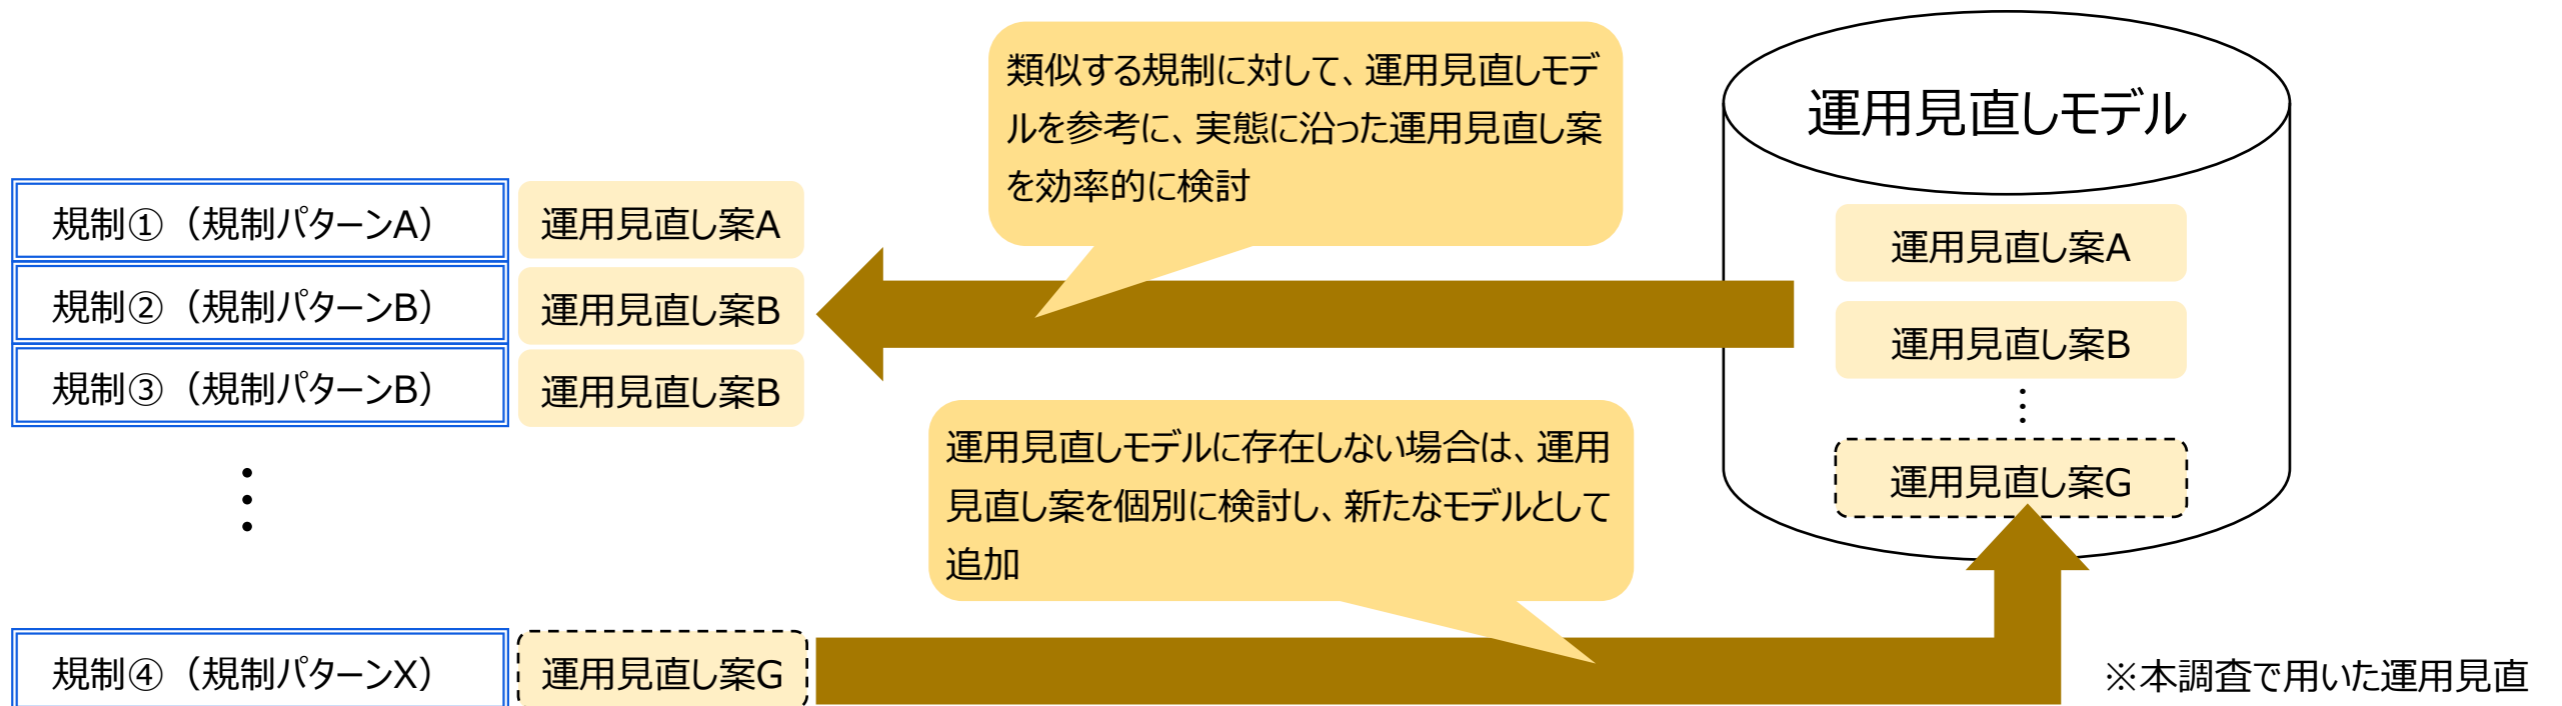 類似する規制に対して、運用見直しモデ
ルを参考に、実態に沿った運用見直し案
を効率的に検討
運用見直しモデル
規制①（規制パターンA）
運用見直し案A
規制②（規制パターンB）
運用見直し案B
規制③（規制パターンB）
運用見直し案B
運用見直し案A
運用見直し案B
運用見直し案G
運用見直しモデルに存在しない場合は、運用
見直し案を個別に検討し、新たなモデルとして
追加
規制④（規制パターンX）
運用見直し案G
※本調査で用いた運用見直